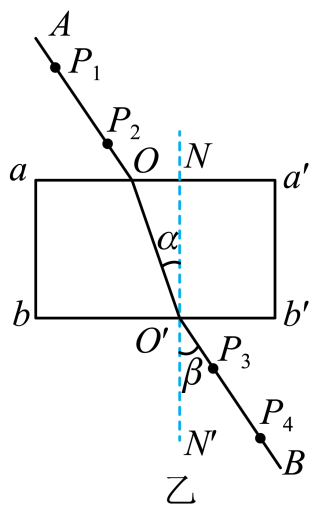 A
P₁
P₂
O
N
a
a′
α
b
b′
O′
β
P₃
P₄
N′
B
乙